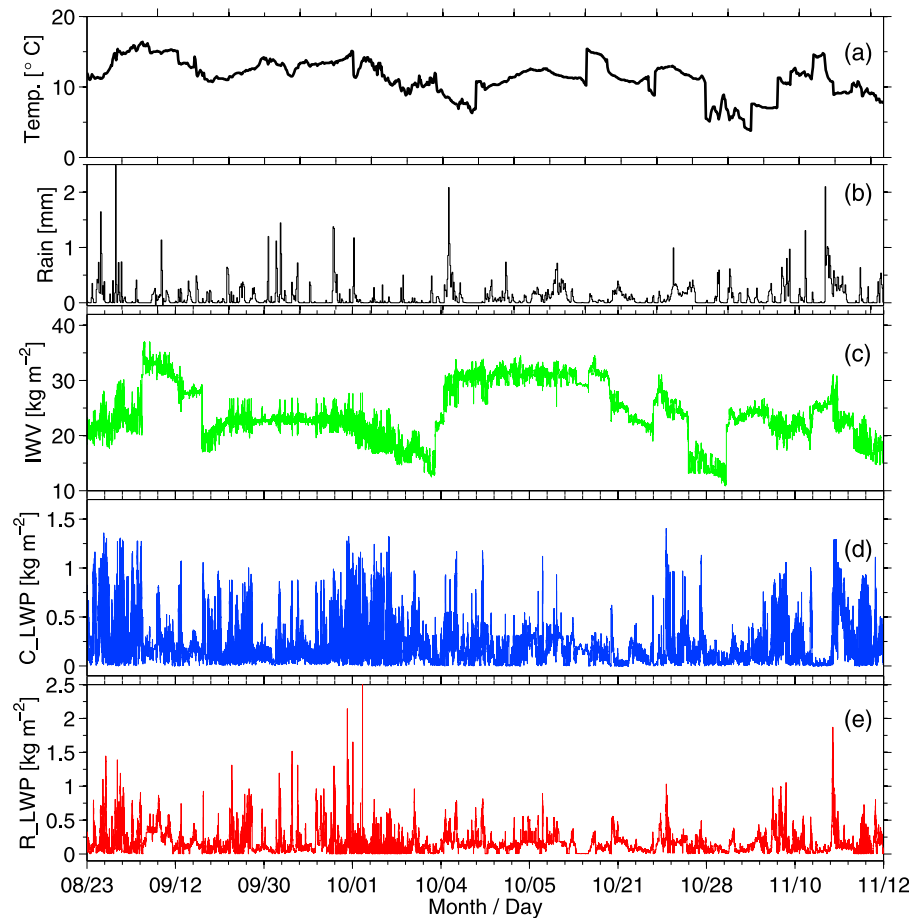 20
10
0
Temp. [° C]
(a)
2
1
0
Rain [mm]
(b)
40
30
20
10
IWV [kg m⁻²]
(c)
1.5
1
0.5
0
C_LWP [kg m⁻²]
(d)
2.5
2
1.5
1
0.5
0
R_LWP [kg m⁻²]
(e)
08/23 09/12 09/30 10/01 10/04 10/05 10/21 10/28 11/10 11/12
Month / Day